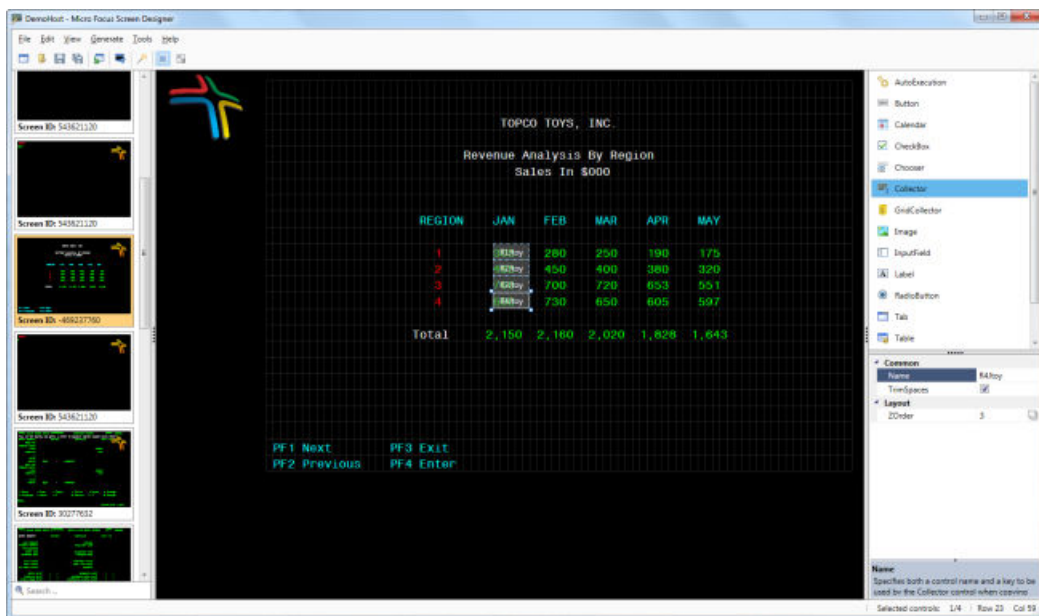 DemoHost - Micro Focus Screen Designer
File Edit View Generate Tools Help
Screen ID: 543621120
Screen ID: 543621120
Screen ID: -469237760
Screen ID: 543621120
Screen ID: 30277632
Search...
TOPCO TOYS, INC.
Revenue Analysis By Region
Sales In $000
REGION JAN FEB MAR APR MAY
1 280 250 190 175
2 450 400 380 320
3 700 720 653 551
4 730 650 605 597
Total 2,150 2,160 2,020 1,828 1,643
PF1 Next PF3 Exit
PF2 Previous PF4 Enter
AutoExecution
Button
Calendar
CheckBox
Chooser
Collector
GridCollector
Image
InputField
Label
RadioButton
Tab
Table
Common
Name R4Jtoy
TrimSpaces
Layout
ZOrder 3
Name
Specifies both a control name and a key to be
used by the Collector control when copying
Selected controls: 1/4 Row 23 Col 59